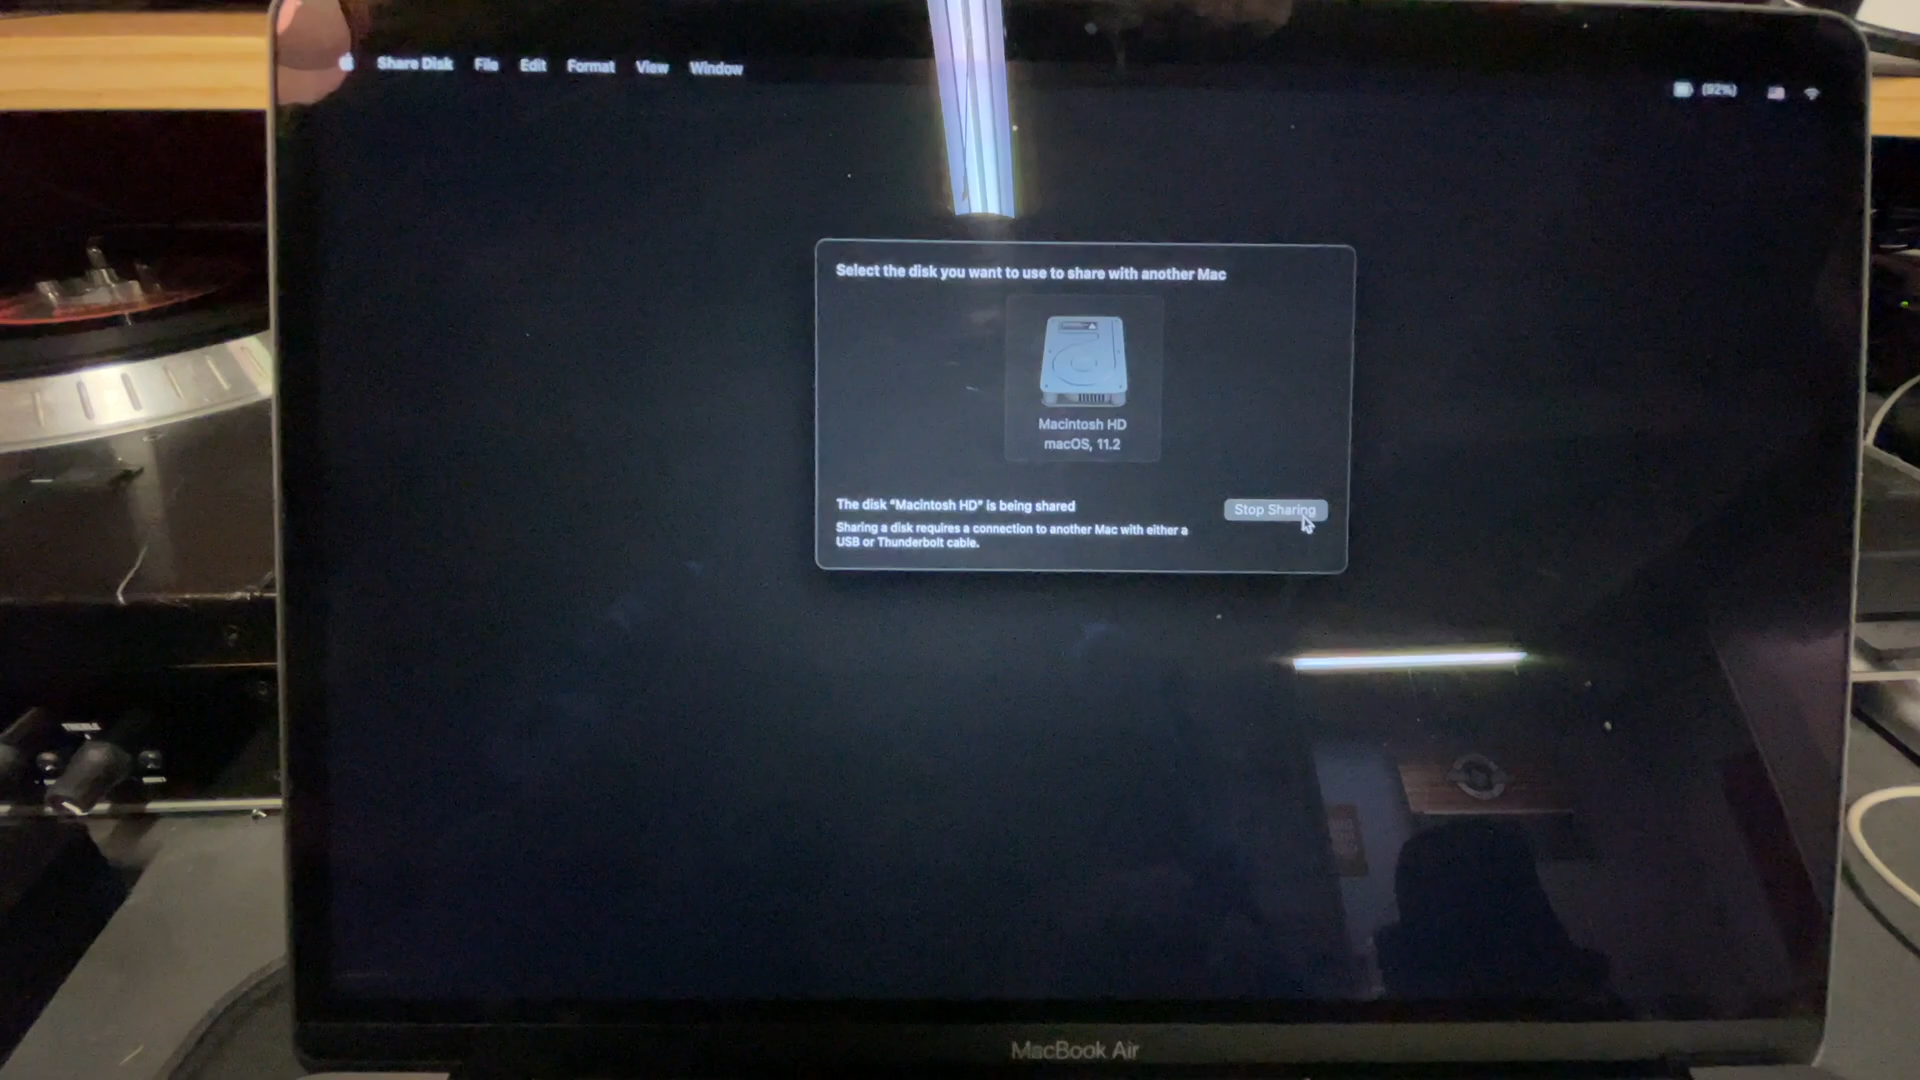 Share Disk File Edit Format View Window
(92%)
Select the disk you want to use to share with another Mac
Macintosh HD
macOS, 11.2
The disk “Macintosh HD” is being shared
Stop Sharing
Sharing a disk requires a connection to another Mac with either a
USB or Thunderbolt cable.
TREBLE
MacBook Air